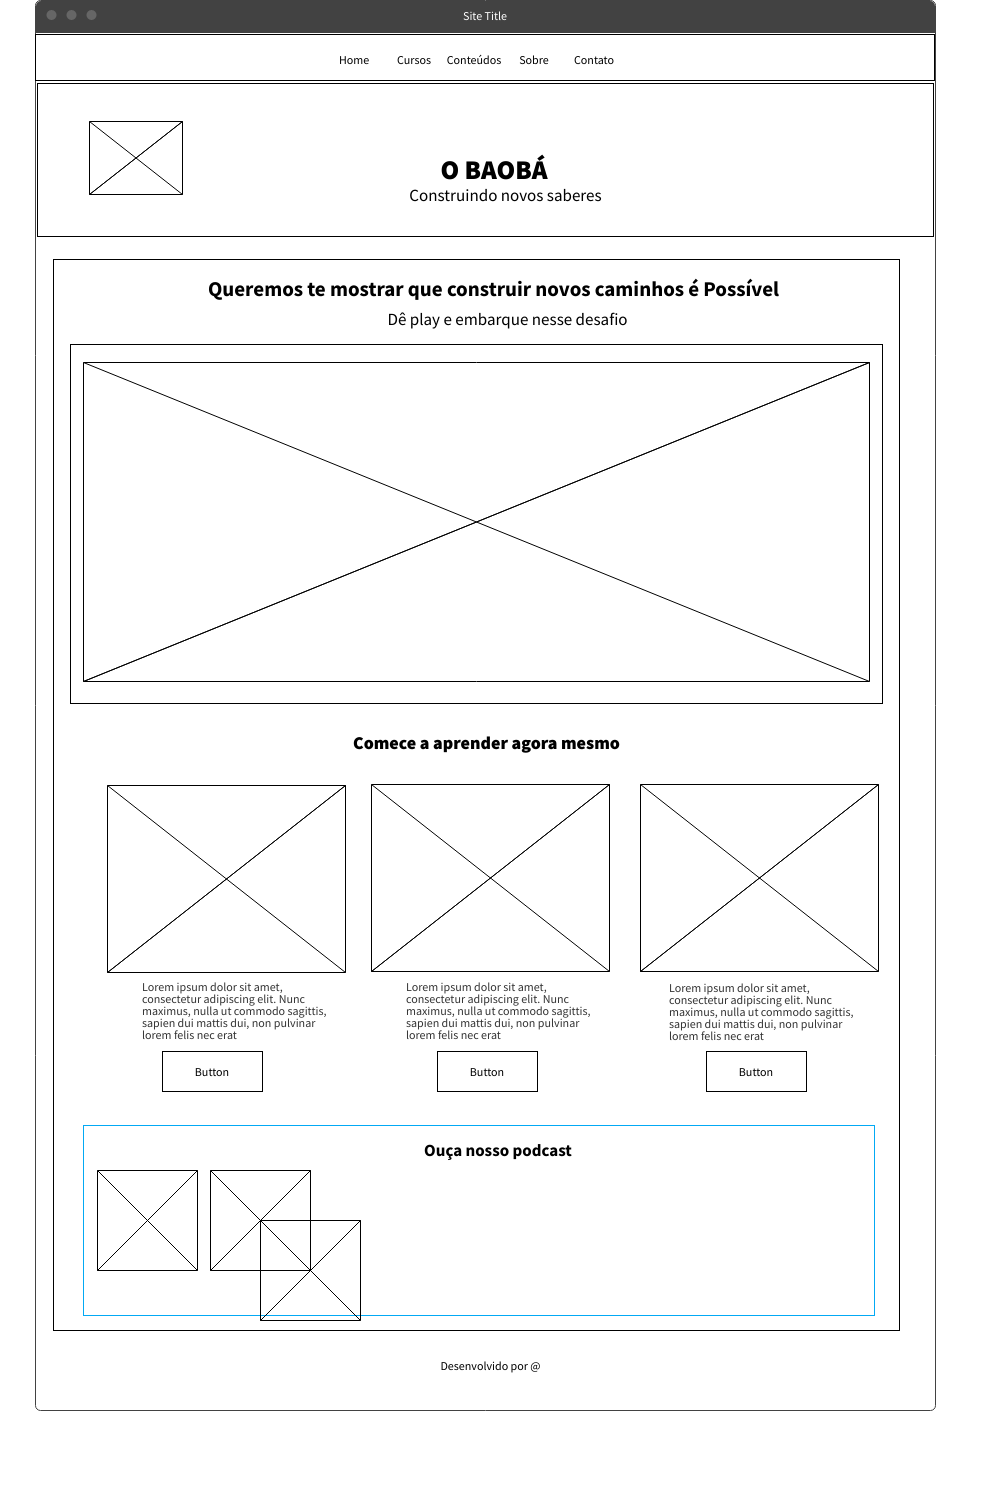 Site Title
Home Cursos Conteúdos Sobre Contato
O BAOBÁ
Construindo novos saberes
Queremos te mostrar que construir novos caminhos é Possível
Dê play e embarque nesse desafio
Comece a aprender agora mesmo
Lorem ipsum dolor sit amet,
consectetur adipiscing elit. Nunc
maximus, nulla ut commodo sagittis,
sapien dui mattis dui, non pulvinar
lorem felis nec erat
Button
Lorem ipsum dolor sit amet,
consectetur adipiscing elit. Nunc
maximus, nulla ut commodo sagittis,
sapien dui mattis dui, non pulvinar
lorem felis nec erat
Button
Lorem ipsum dolor sit amet,
consectetur adipiscing elit. Nunc
maximus, nulla ut commodo sagittis,
sapien dui mattis dui, non pulvinar
lorem felis nec erat
Button
Ouça nosso podcast
Desenvolvido por @